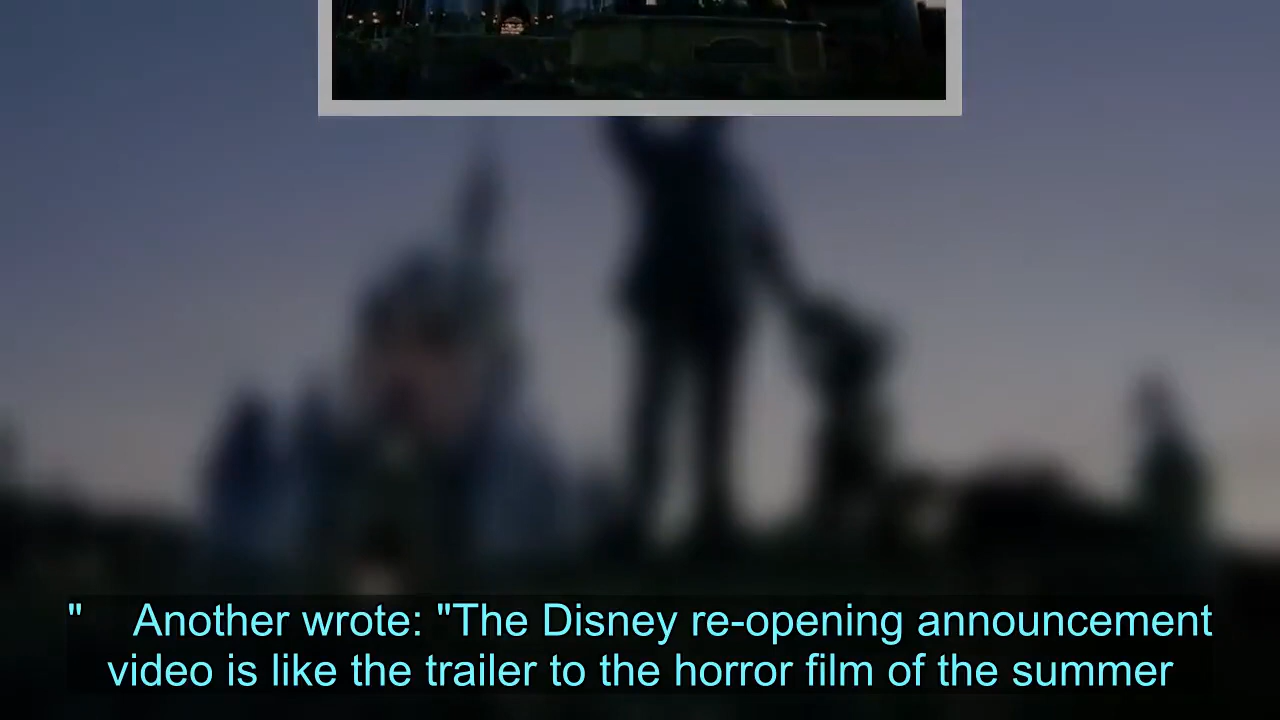 "    Another wrote: "The Disney re-opening announcement
video is like the trailer to the horror film of the summer